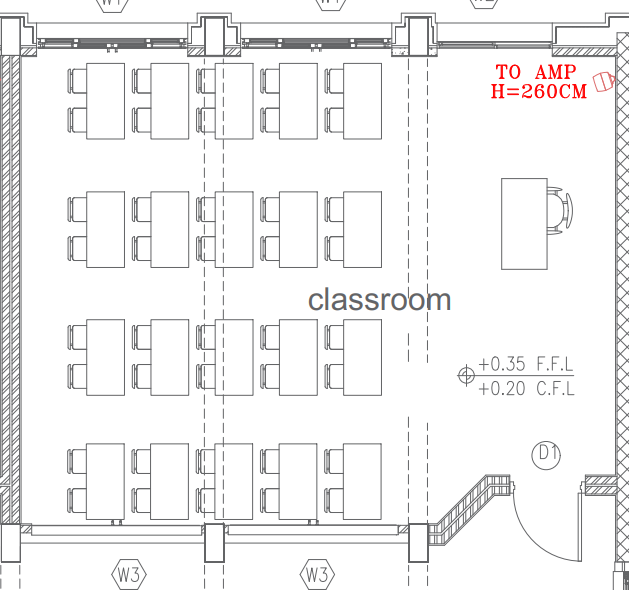 TO AMP
H=260CM
classroom
+0.35 F.F.L
+0.20 C.F.L
D1
W3
W3